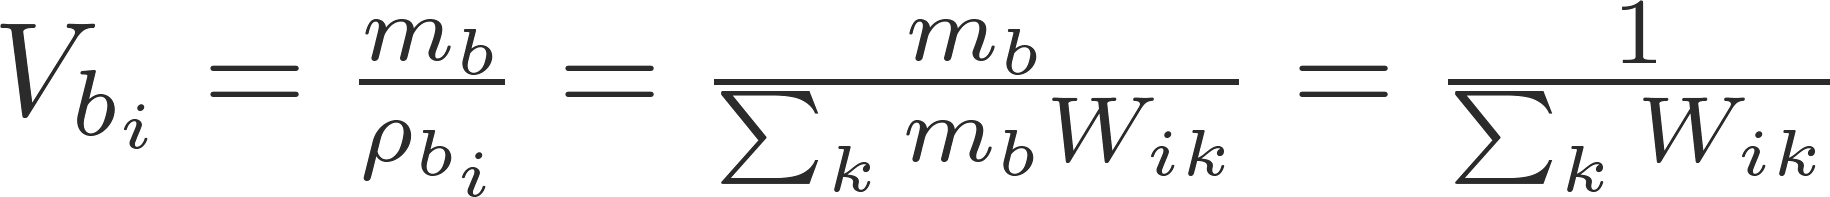 V_{b_i} = \frac{m_b}{\rho_{b_i}} = \frac{m_b}{\sum_k m_b W_{ik}} = \frac{1}{\sum_k W_{ik}}